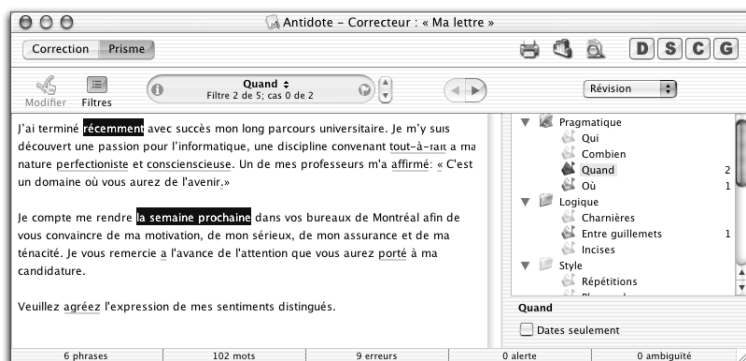 Antidote – Correcteur : « Ma lettre »
Correction Prisme
D S C G
Quand
Filtre 2 de 5; cas 0 de 2
Révision
Modifier Filtres
J'ai terminé récemment avec succès mon long parcours universitaire. Je m'y suis
découvert une passion pour l'informatique, une discipline convenant tout-à-fait a ma
nature perfectioniste et consciencieuse. Un de mes professeurs m'a affirmé: « C'est
un domaine où vous aurez de l'avenir.»
Je compte me rendre la semaine prochaine dans vos bureaux de Montréal afin de
vous convaincre de ma motivation, de mon sérieux, de mon assurance et de ma
ténacité. Je vous remercie a l'avance de l'attention que vous aurez porté à ma
candidature.
Veuillez agréez l'expression de mes sentiments distingués.
Pragmatique
Qui
Combien
Quand 2
Où 1
Logique
Charnières
Entre guillemets 1
Incises
Style
Répétitions
Quand
Dates seulement
6 phrases 102 mots 9 erreurs 0 alerte 0 ambiguïté